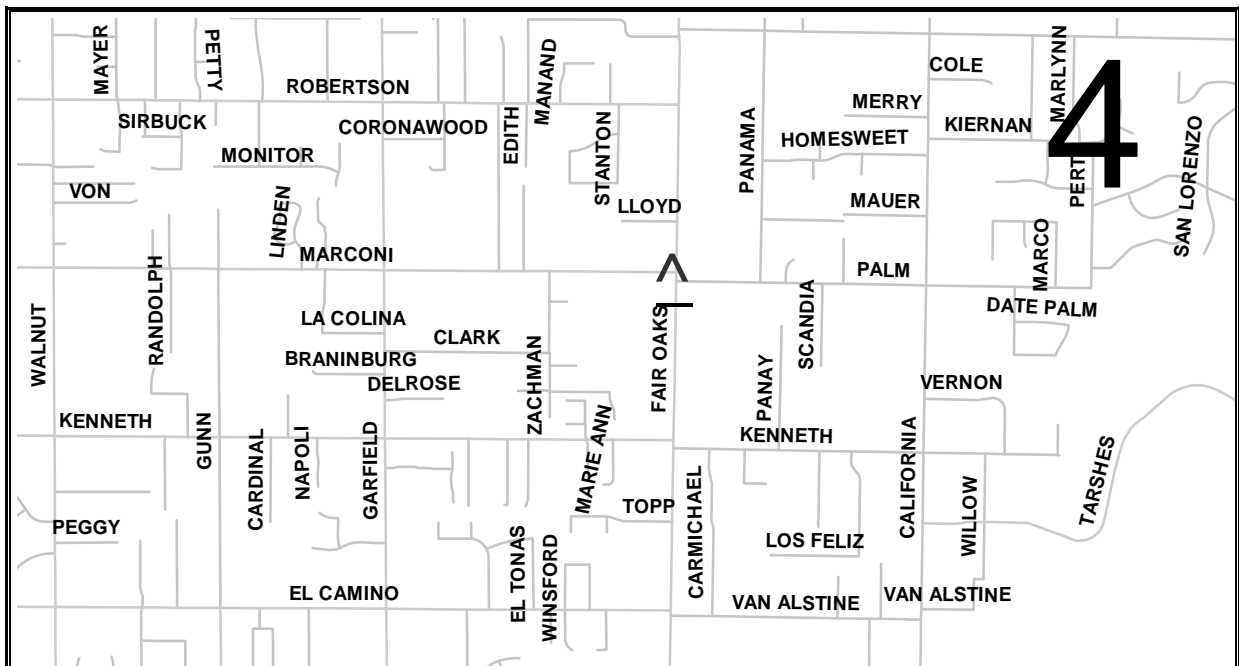 MAYER
PETTY
ROBERTSON
MANAND
COLE
MARLYNN
4
SIRBUCK
CORONAWOOD
EDITH
MERRY
KIERNAN
HOMESWEET
MONITOR
STANTON
PANAMA
PERT
SAN LORENZO
VON
LINDEN
LLOYD
MAUER
MARCONI
^
PALM
MARCO
RANDOLPH
WALNUT
LA COLINA
CLARK
SCANDIA
DATE PALM
BRANINBURG
DELROSE
ZACHMAN
FAIR OAKS
PANAY
VERNON
KENNETH
GUNN
KENNETH
CARDINAL
NAPOLI
GARFIELD
MARIE ANN
CALIFORNIA
TARSHES
PEGGY
TOPP
CARMICHAEL
LOS FELIZ
WILLOW
EL CAMINO
EL TONAS
WINSFORD
VAN ALSTINE
VAN ALSTINE